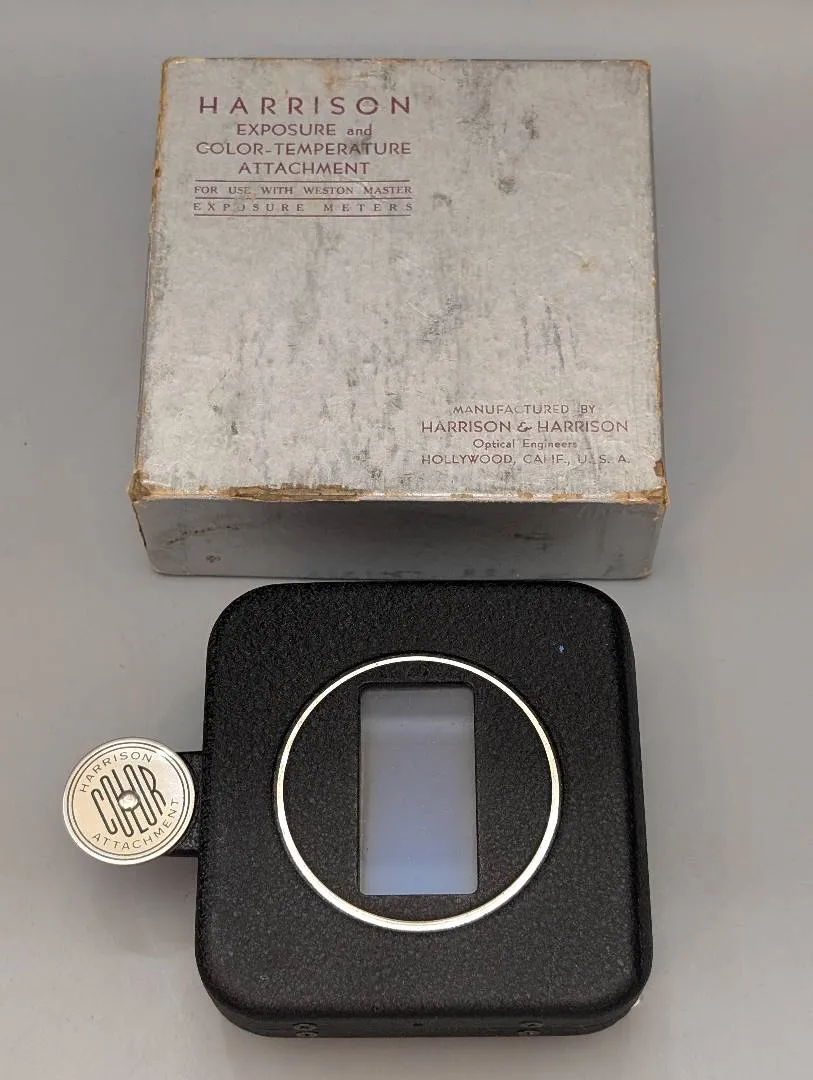 HARRISON
EXPOSURE and
COLOR-TEMPERATURE
ATTACHMENT
FOR USE WITH WESTON MASTER
EXPOSURE METERS
MANUFACTURED BY
HARRISON & HARRISON
Optical Engineers
HOLLYWOOD, CALIF., U. S. A.
HARRISON
COLOR
ATTACHMENT